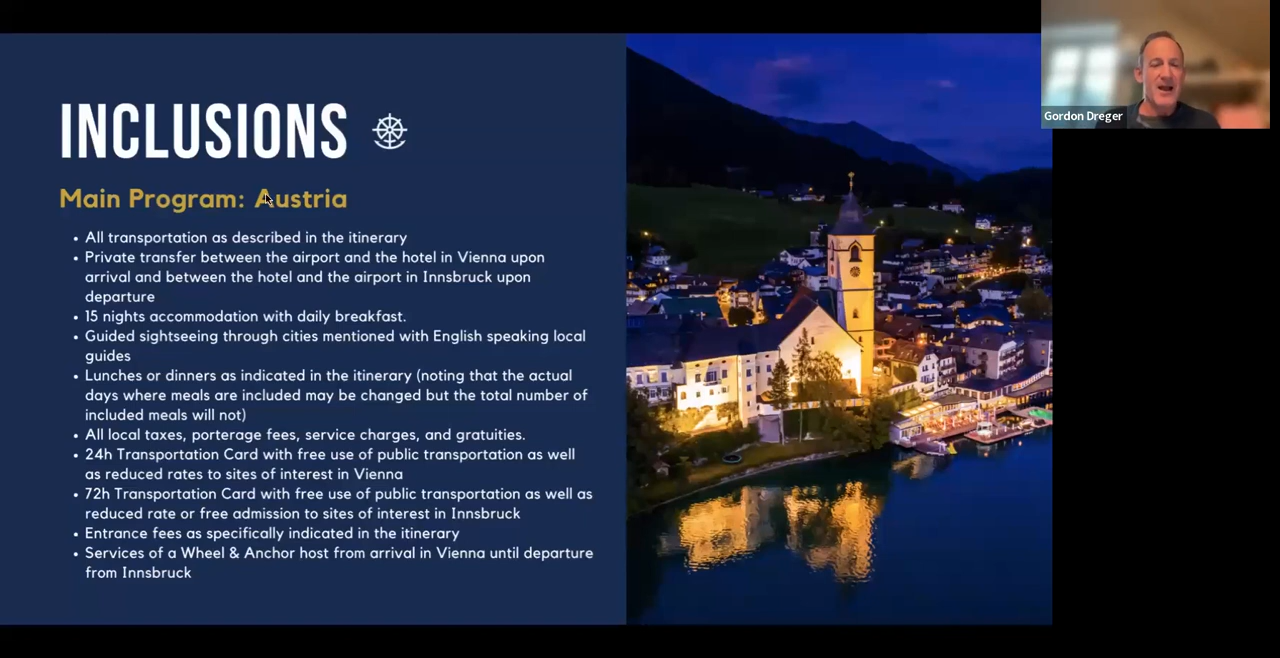 INCLUSIONS
Main Program: Austria
• All transportation as described in the itinerary
• Private transfer between the airport and the hotel in Vienna upon
arrival and between the hotel and the airport in Innsbruck upon
departure
• 15 nights accommodation with daily breakfast.
• Guided sightseeing through cities mentioned with English speaking local
guides
• Lunches or dinners as indicated in the itinerary (noting that the actual
days where meals are included may be changed but the total number of
included meals will not)
• All local taxes, porterage fees, service charges, and gratuities.
• 24h Transportation Card with free use of public transportation as well
as reduced rates to sites of interest in Vienna
• 72h Transportation Card with free use of public transportation as well as
reduced rate or free admission to sites of interest in Innsbruck
• Entrance fees as specifically indicated in the itinerary
• Services of a Wheel & Anchor host from arrival in Vienna until departure
from Innsbruck
Gordon Dreger